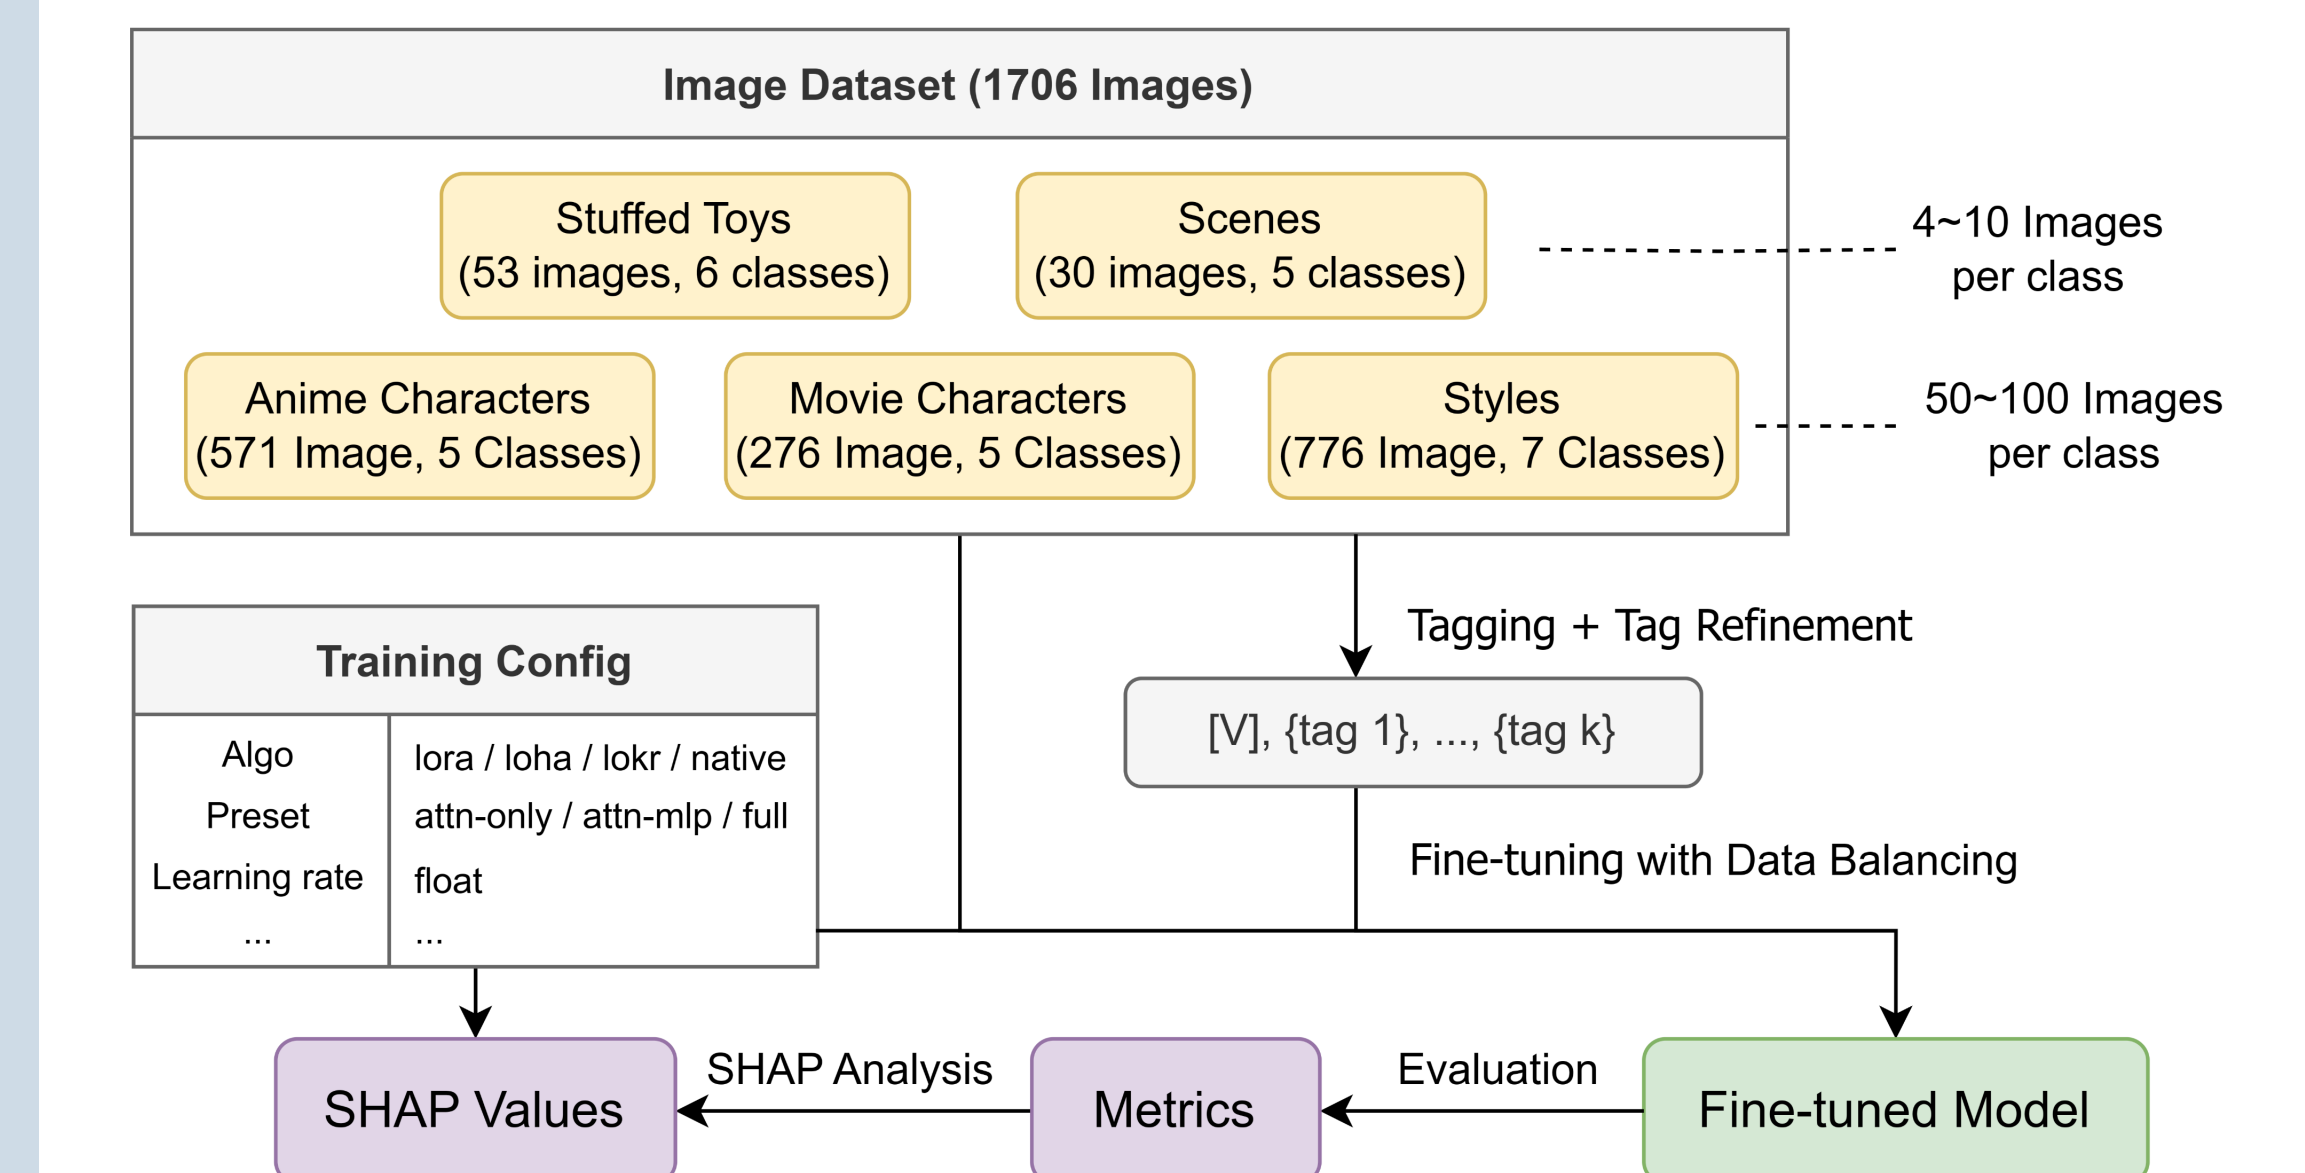 Image Dataset (1706 Images)
Stuffed Toys
(53 images, 6 classes)
Scenes
(30 images, 5 classes)
4~10 Images
per class
Anime Characters
(571 Image, 5 Classes)
Movie Characters
(276 Image, 5 Classes)
Styles
(776 Image, 7 Classes)
50~100 Images
per class
Tagging + Tag Refinement
[V], {tag 1}, ..., {tag k}
Fine-tuning with Data Balancing
Training Config
Algo
lora / loha / lokr / native
Preset
attn-only / attn-mlp / full
Learning rate
float
...
...
SHAP Values
SHAP Analysis
Metrics
Evaluation
Fine-tuned Model